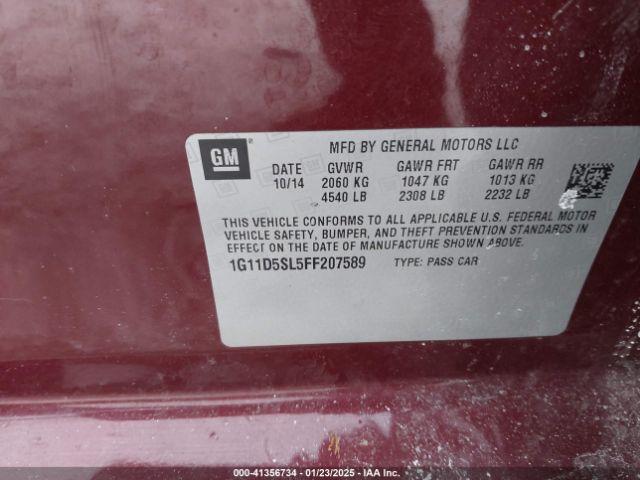 GM
MFD BY GENERAL MOTORS LLC
DATE GVWR GAWR FRT GAWR RR
10/14 2060 KG 1047 KG 1013 KG
4540 LB 2308 LB 2232 LB
THIS VEHICLE CONFORMS TO ALL APPLICABLE U.S. FEDERAL MOTOR
VEHICLE SAFETY, BUMPER, AND THEFT PREVENTION STANDARDS IN
EFFECT ON THE DATE OF MANUFACTURE SHOWN ABOVE.
1G11D5SL5FF207589 TYPE: PASS CAR
000-41356734 - 01/23/2025 - IAA Inc.